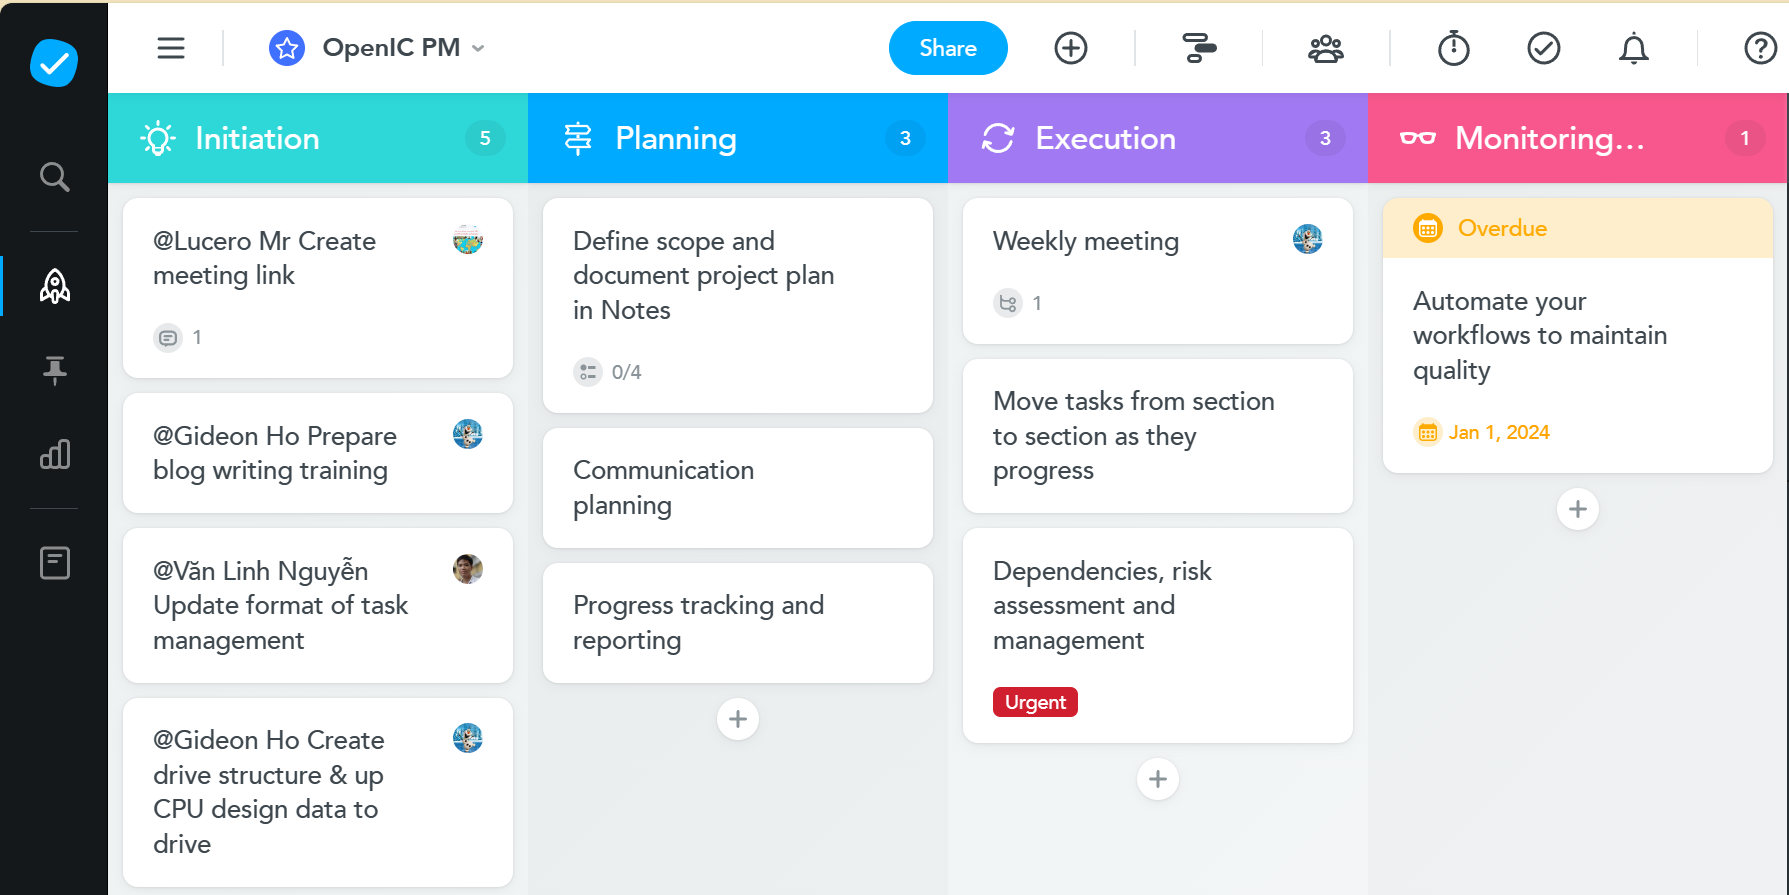 OpenIC PM
Share
Initiation
5
@Lucero Mr Create
meeting link
1
@Gideon Ho Prepare
blog writing training
@Văn Linh Nguyễn
Update format of task
management
@Gideon Ho Create
drive structure & up
CPU design data to
drive
Planning
3
Define scope and
document project plan
in Notes
0/4
Communication
planning
Progress tracking and
reporting
Execution
3
Weekly meeting
1
Move tasks from section
to section as they
progress
Dependencies, risk
assessment and
management
Urgent
Monitoring...
1
Overdue
Automate your
workflows to maintain
quality
Jan 1, 2024